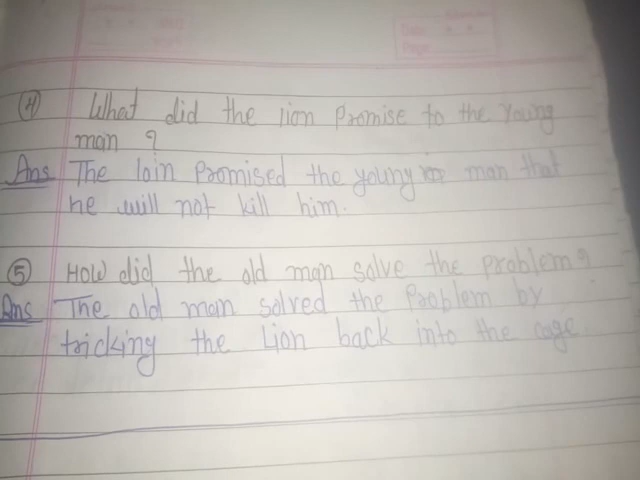 ④ What did the lion Promise to the young
man ?
Ans The loin Promised the young man that
he will not kill him.
⑤ How did the old man solve the problem?
Ans The old man solved the Problem by
tricking the Lion back into the cage.